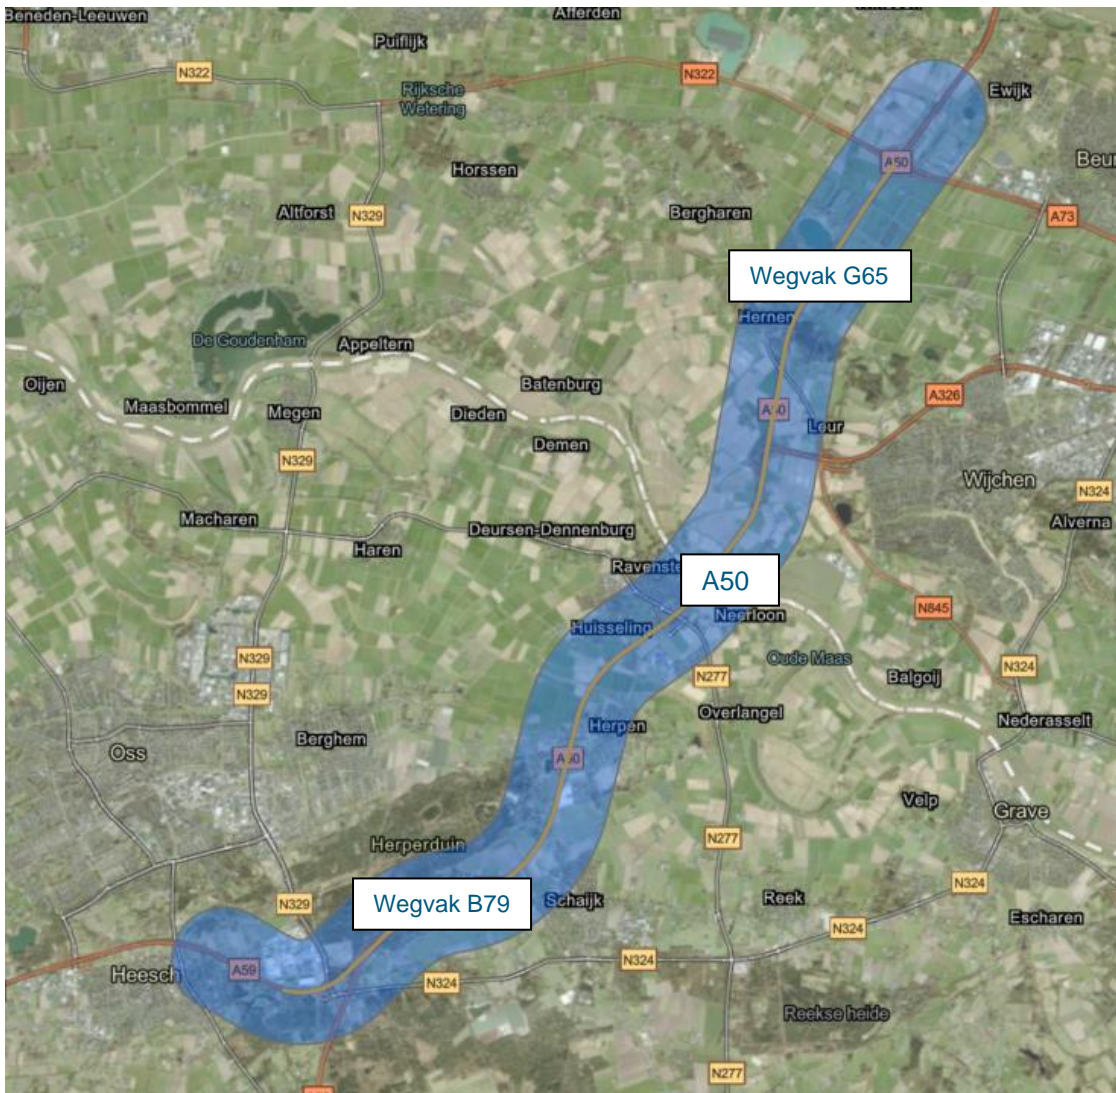 Beneden-Leeuwen
Afferden
Puiflijk
N322
N322
Ewijk
Rijksche
Wetering
A50
Beu
Horssen
Altforst
N329
Bergharen
A73
Wegvak G65
Hernen
De Goudenham
Appeltern
Oijen
Batenburg
A326
Maasbommel
Megen
Dieden
A50
Leur
Demen
N329
Wijchen
N324
Macharen
Deursen-Dennenburg
Alverna
Haren
Ravenste
A50
N845
Neerloon
Huisseling
N329
Oude Maas
N324
N277
Balgoij
N329
Overlangel
Nederasselt
Herpen
Berghem
Oss
A50
Velp
Grave
N277
Herperduin
N324
Wegvak B79
Schaijk
Reek
N329
Escharen
N324
N324
Heesch
A59
N324
Reekse heide
N277